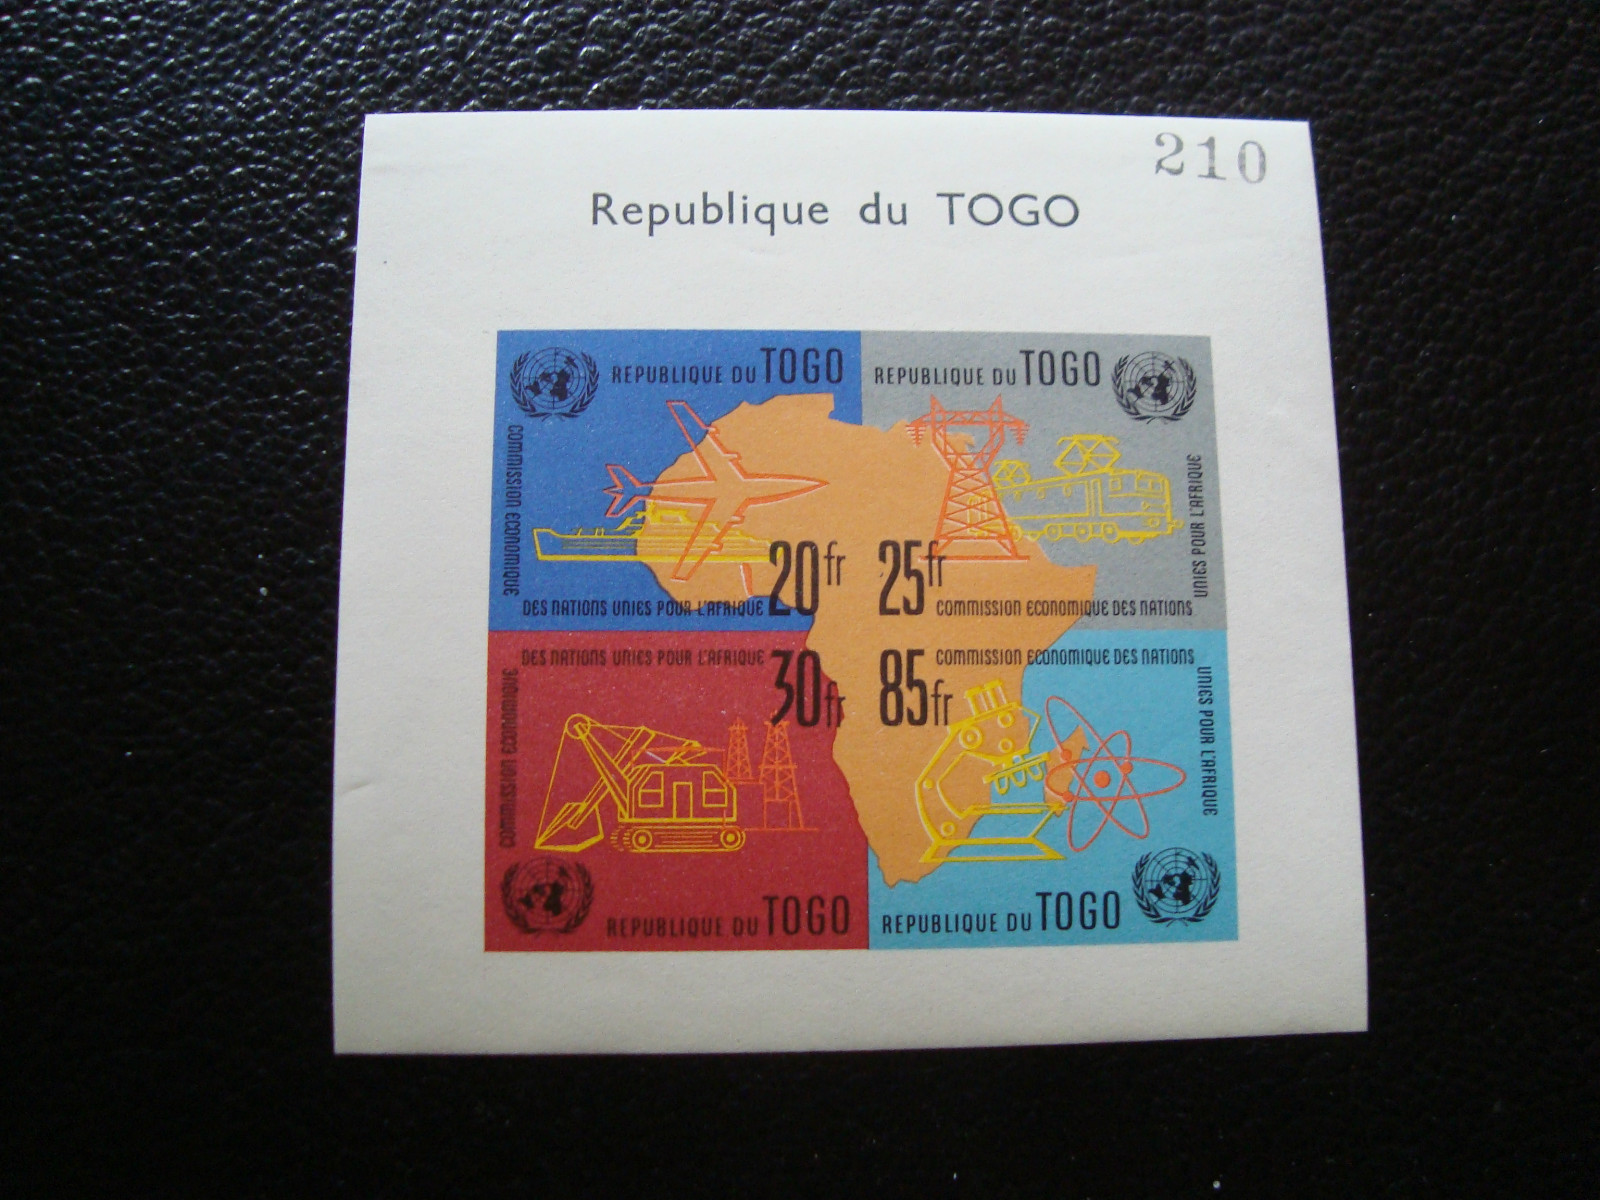 210
Republique du TOGO
REPUBLIQUE DU TOGO
COMMISSION ECONOMIQUE
DES NATIONS UNIES POUR L'AFRIQUE
20fr
REPUBLIQUE DU TOGO
25fr
COMMISSION ECONOMIQUE DES NATIONS
UNIES POUR L'AFRIQUE
COMMISSION ECONOMIQUE
DES NATIONS UNIES POUR L'AFRIQUE
30fr
REPUBLIQUE DU TOGO
85fr
COMMISSION ECONOMIQUE DES NATIONS
UNIES POUR L'AFRIQUE
REPUBLIQUE DU TOGO